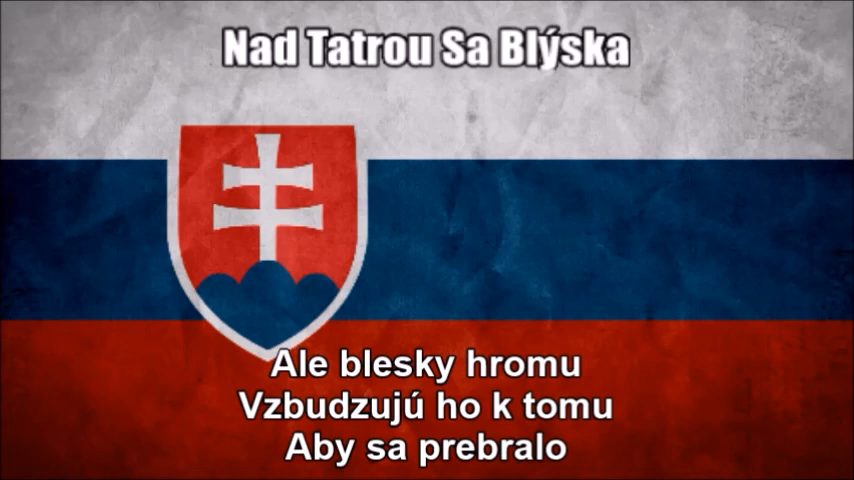 Nad Tatrou Sa Blýska
Ale blesky hromu
Vzbudzujú ho k tomu
Aby sa prebralo